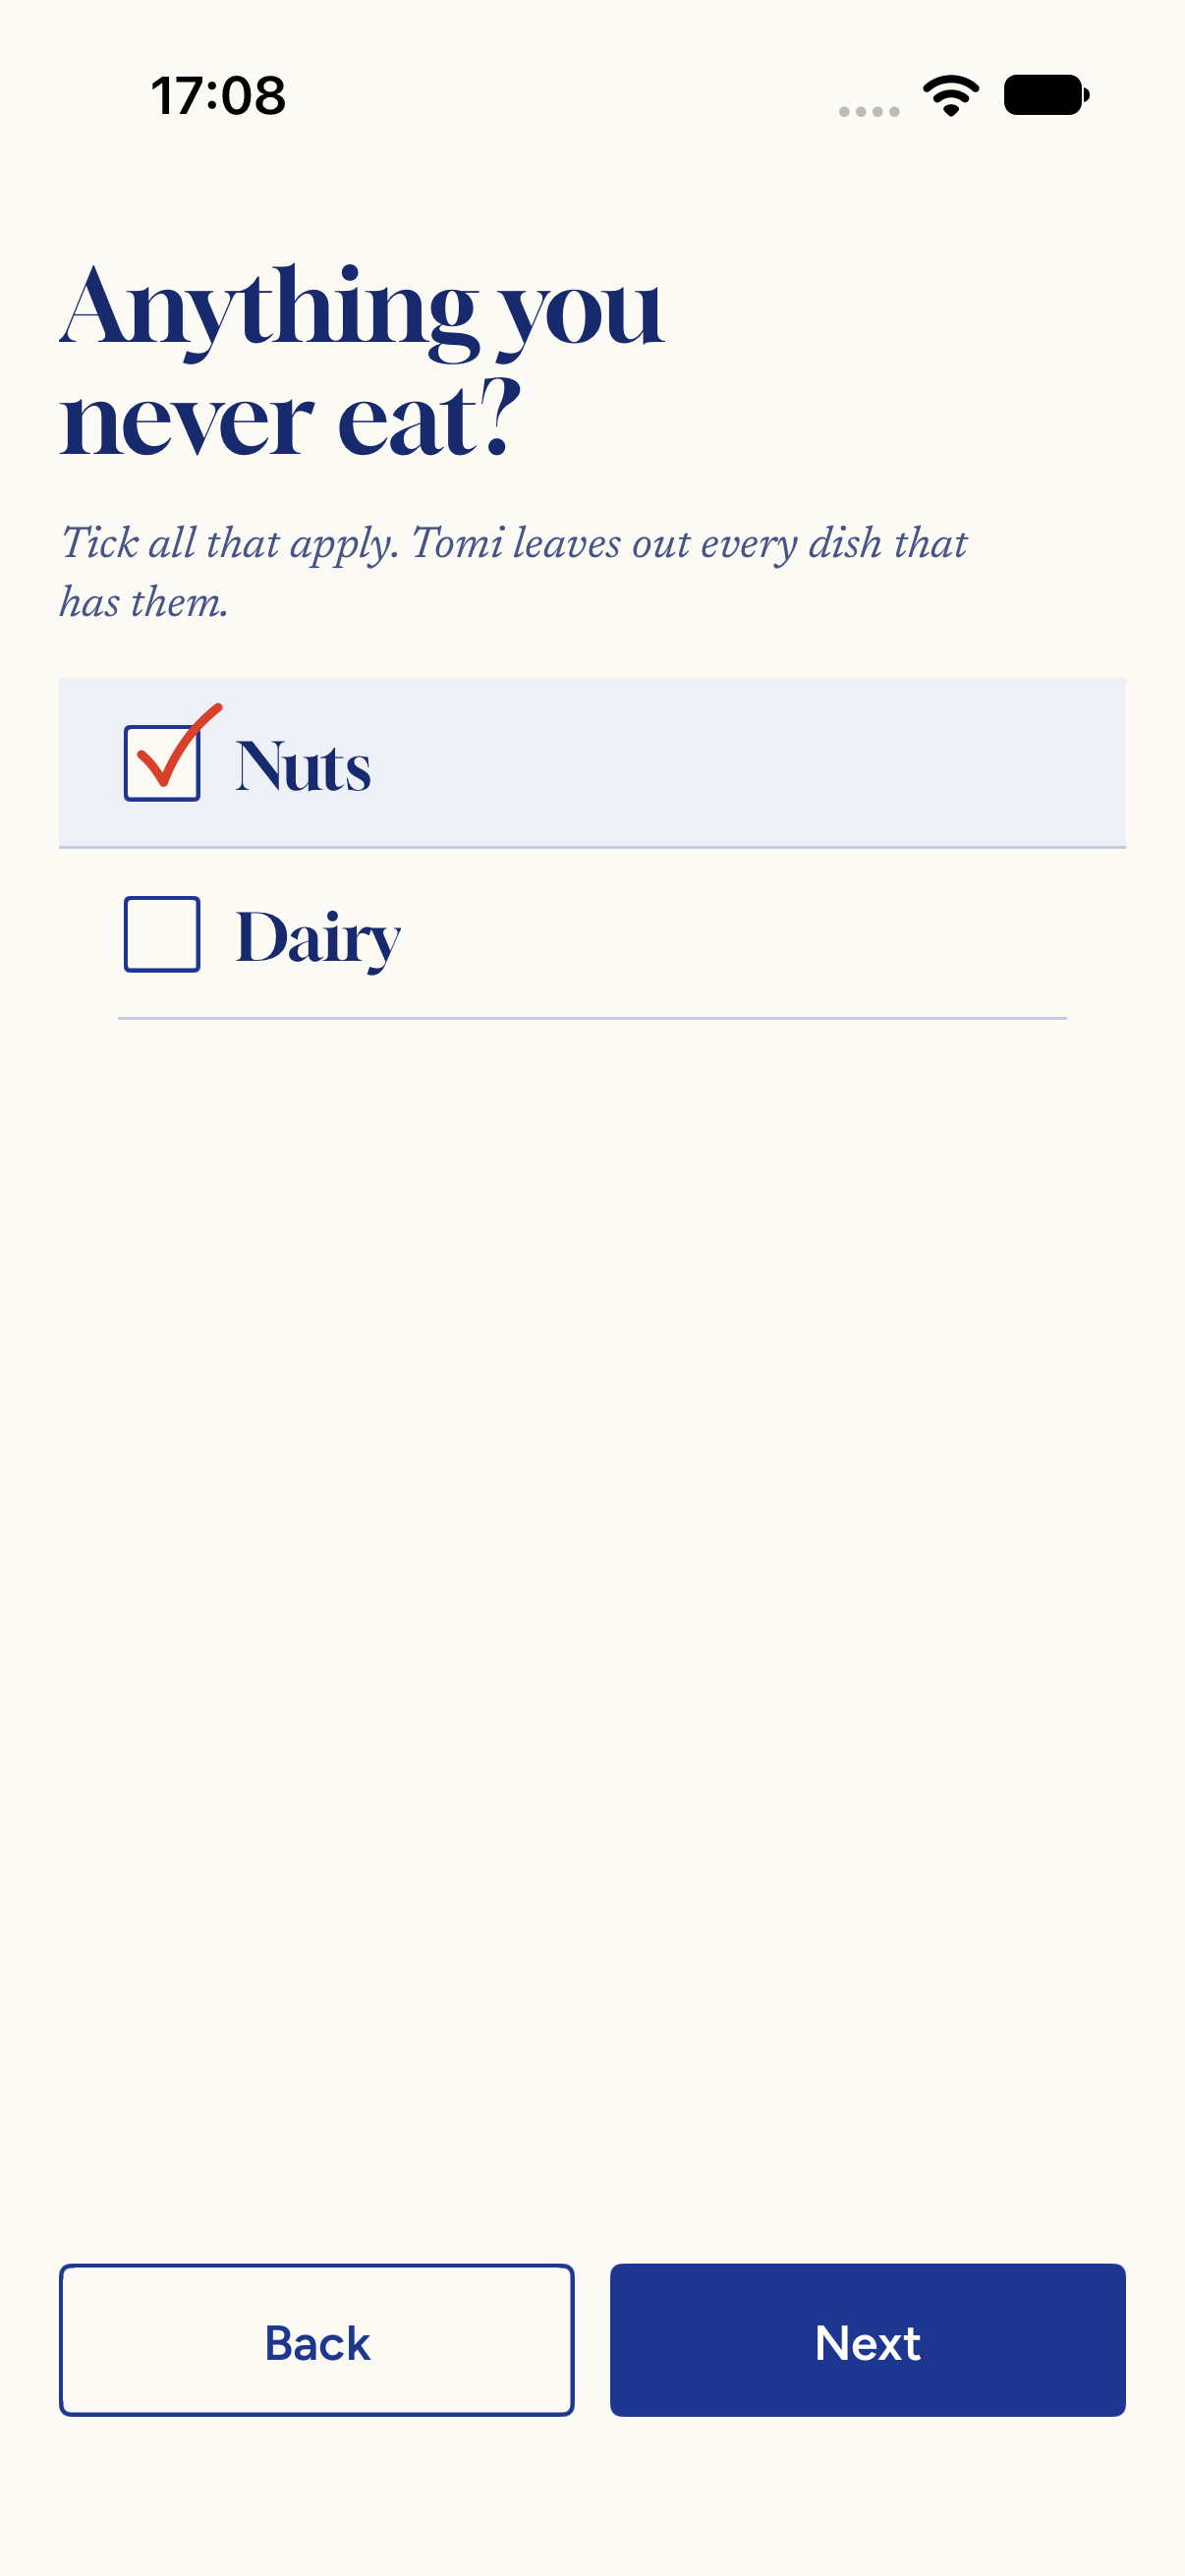 17:08
Anything you
never eat?
Tick all that apply. Tomi leaves out every dish that
has them.
Nuts
Dairy
Back
Next